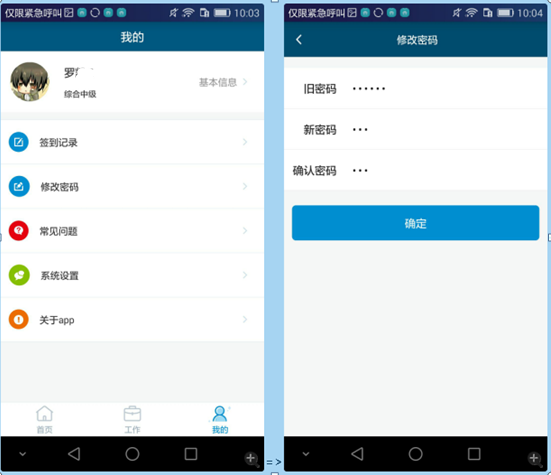 仅限紧急呼叫 10:03
我的
罗
综合中级
基本信息
签到记录
修改密码
常见问题
系统设置
关于app
首页 工作 我的
=>
仅限紧急呼叫 10:04
修改密码
旧密码 ••••••
新密码 •••
确认密码 •••
确定